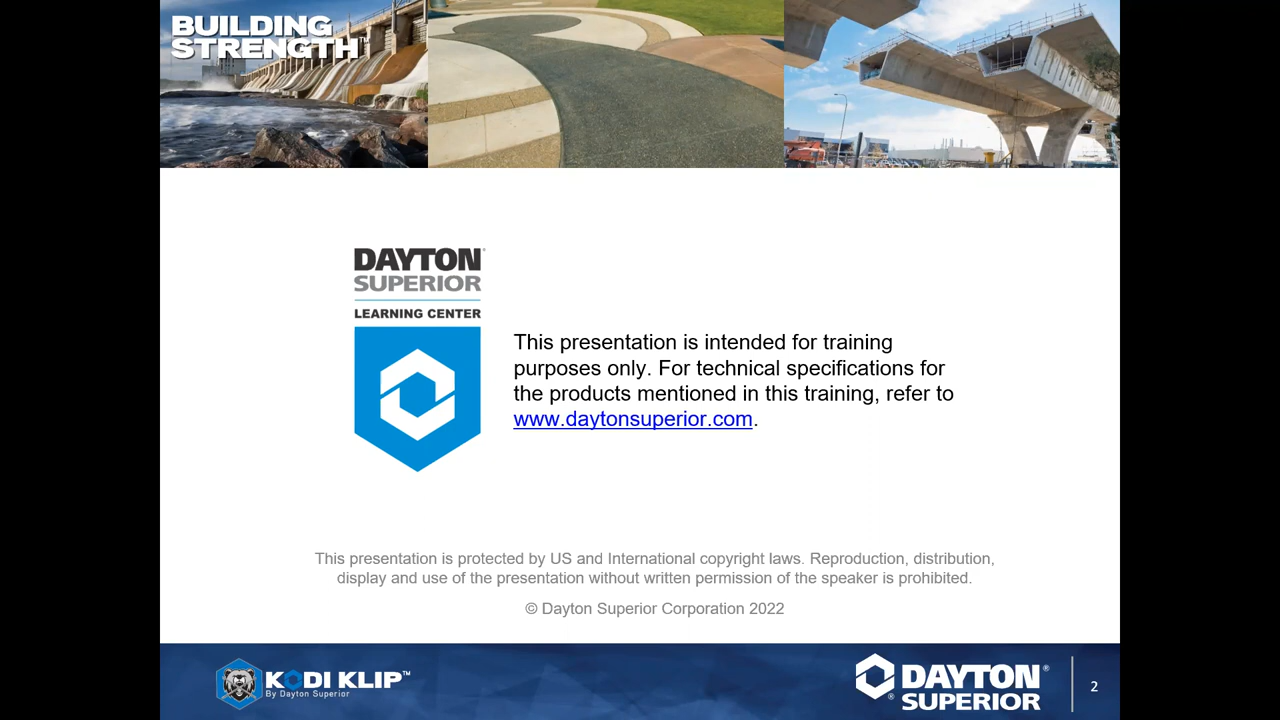 BUILDING
STRENGTH™
DAYTON
SUPERIOR
LEARNING CENTER
This presentation is intended for training
purposes only. For technical specifications for
the products mentioned in this training, refer to
www.daytonsuperior.com.
This presentation is protected by US and International copyright laws. Reproduction, distribution,
display and use of the presentation without written permission of the speaker is prohibited.
© Dayton Superior Corporation 2022
KODI KLIP™
By Dayton Superior
DAYTON®
®SUPERIOR
2